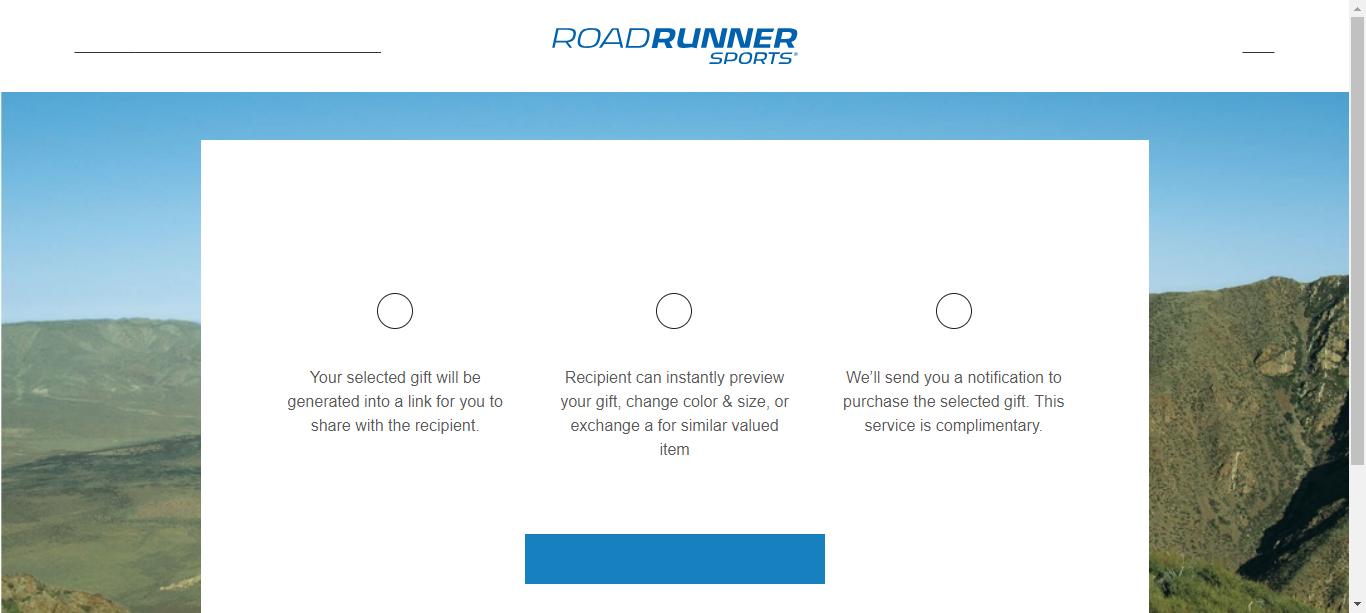 ROADRUNNER
SPORTS®
Your selected gift will be
generated into a link for you to
share with the recipient.
Recipient can instantly preview
your gift, change color & size, or
exchange a for similar valued
item
We’ll send you a notification to
purchase the selected gift. This
service is complimentary.